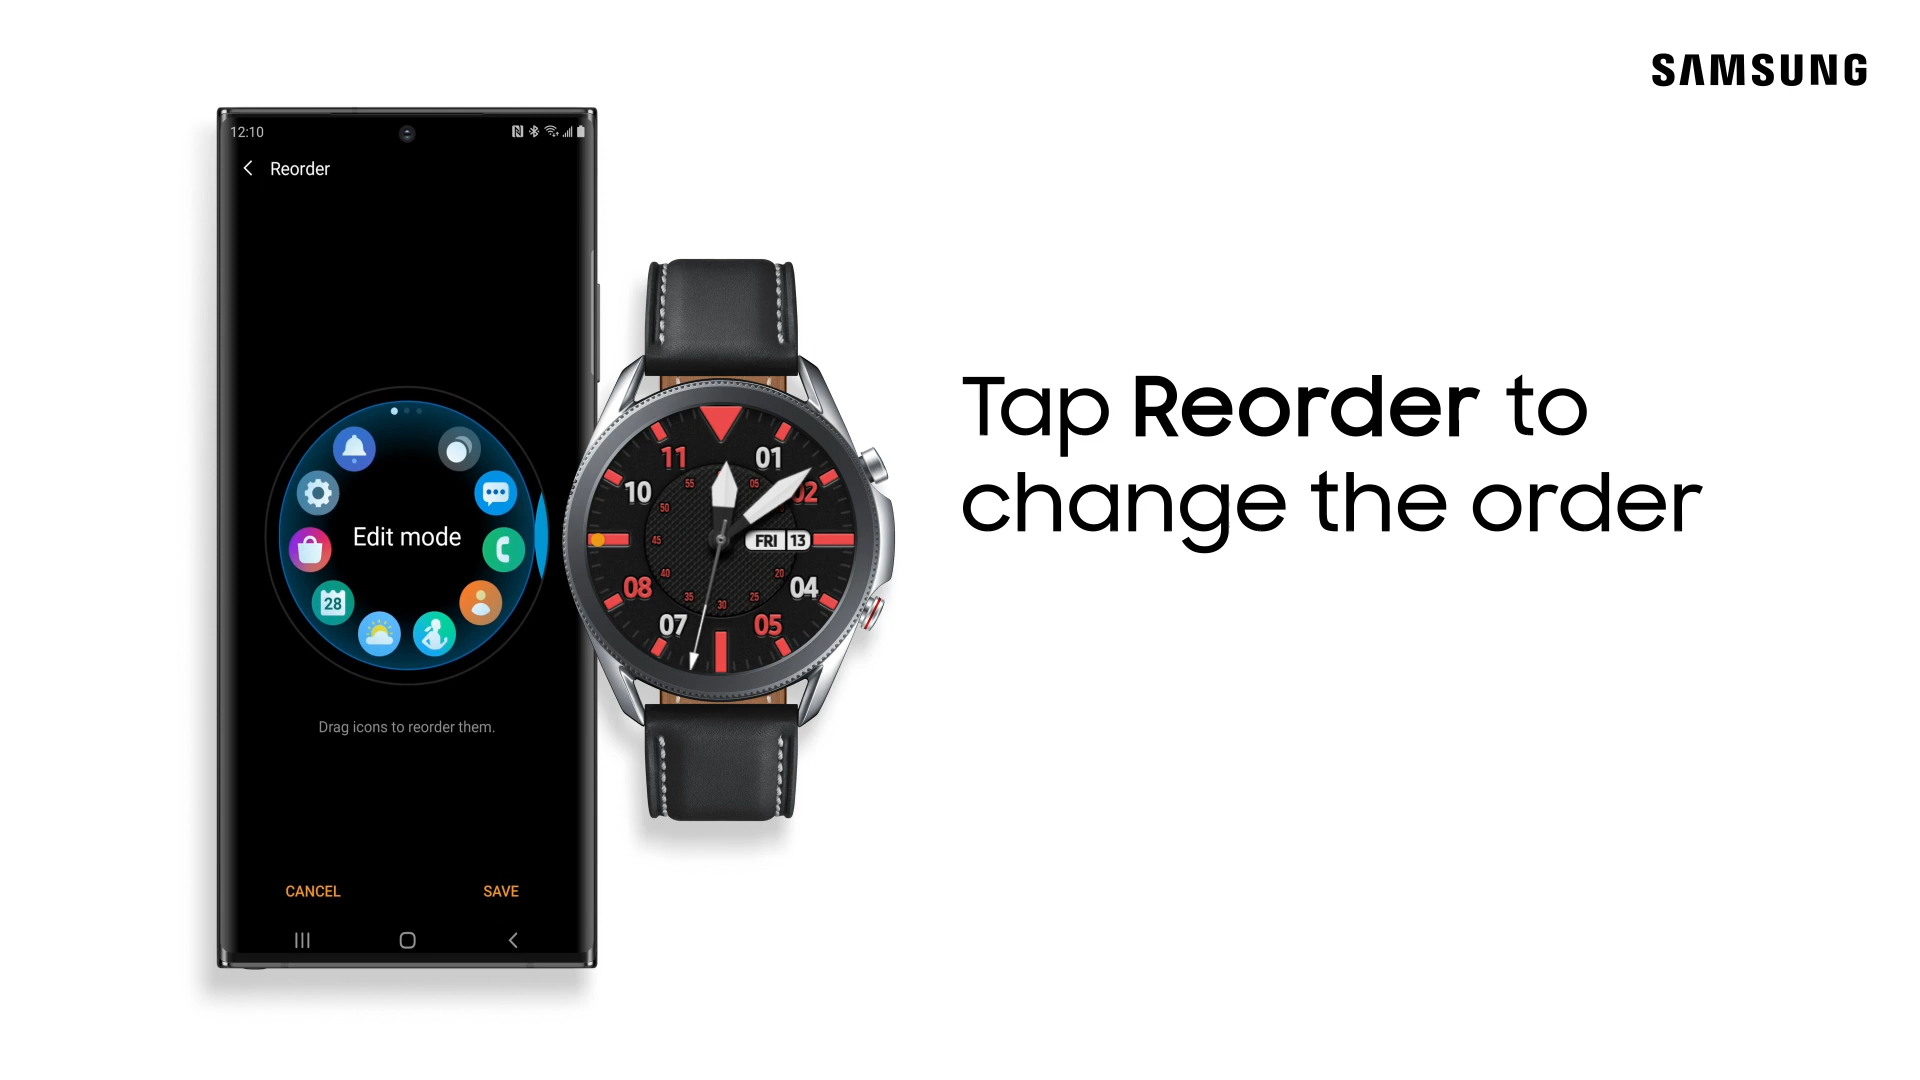 SAMSUNG
12:10
Reorder
Edit mode
28
Drag icons to reorder them.
CANCEL
SAVE
11
01
10
02
08
04
07
05
55
05
50
45
40
20
35
25
30
FRI 13
Tap Reorder to
change the order